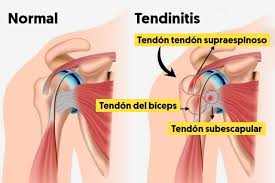 Normal
Tendinitis
Tendón tendón supraespinoso
Tendón del bíceps
Tendón subescapular